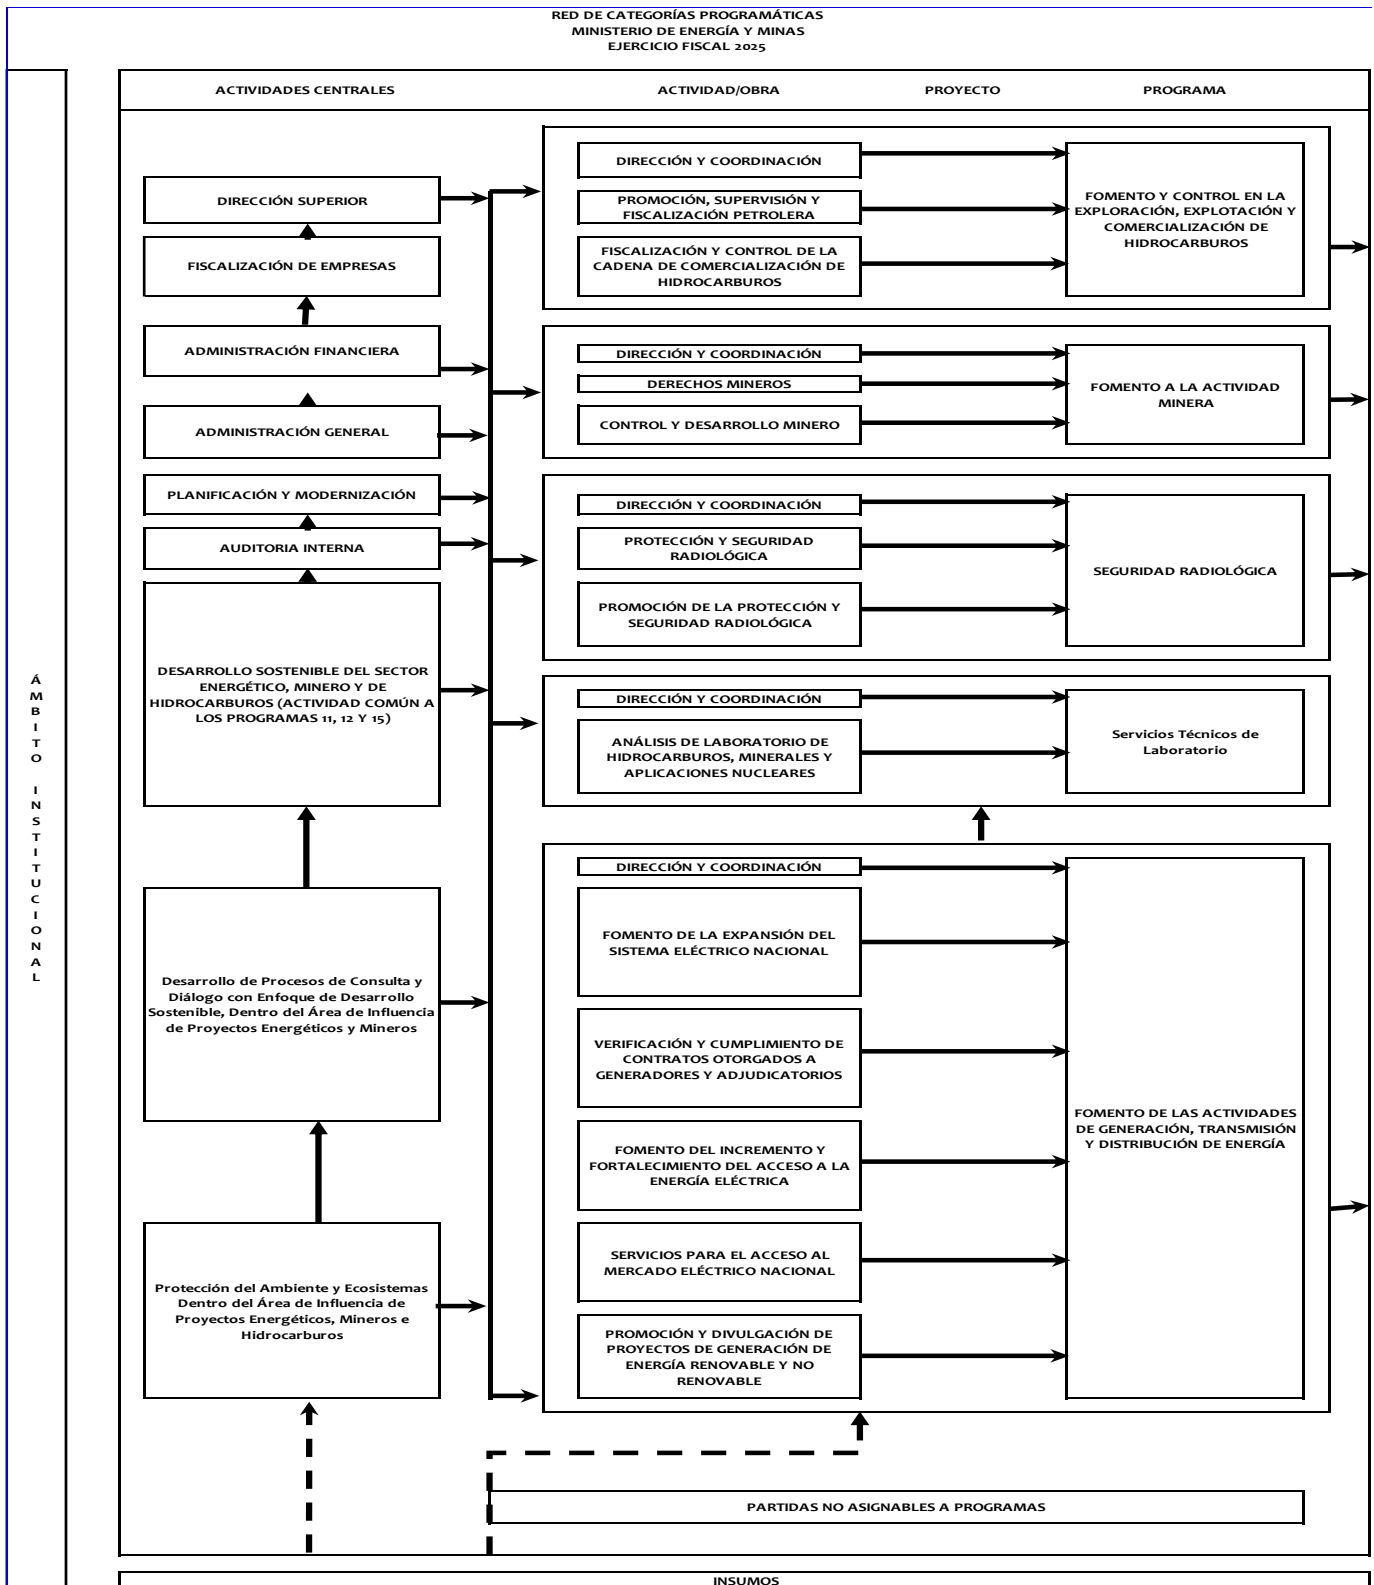 RED DE CATEGORÍAS PROGRAMÁTICAS
MINISTERIO DE ENERGÍA Y MINAS
EJERCICIO FISCAL 2025
ÁMBITO INSTITUCIONAL
ACTIVIDADES CENTRALES
ACTIVIDAD/OBRA
PROYECTO
PROGRAMA
DIRECCIÓN SUPERIOR
FISCALIZACIÓN DE EMPRESAS
ADMINISTRACIÓN FINANCIERA
ADMINISTRACIÓN GENERAL
PLANIFICACIÓN Y MODERNIZACIÓN
AUDITORIA INTERNA
DESARROLLO SOSTENIBLE DEL SECTOR
ENERGÉTICO, MINERO Y DE
HIDROCARBUROS (ACTIVIDAD COMÚN A
LOS PROGRAMAS 11, 12 Y 15)
Desarrollo de Procesos de Consulta y
Diálogo con Enfoque de Desarrollo
Sostenible, Dentro del Área de Influencia
de Proyectos Energéticos y Mineros
Protección del Ambiente y Ecosistemas
Dentro del Área de Influencia de
Proyectos Energéticos, Mineros e
Hidrocarburos
DIRECCIÓN Y COORDINACIÓN
PROMOCIÓN, SUPERVISIÓN Y
FISCALIZACIÓN PETROLERA
FISCALIZACIÓN Y CONTROL DE LA
CADENA DE COMERCIALIZACIÓN DE
HIDROCARBUROS
FOMENTO Y CONTROL EN LA
EXPLORACIÓN, EXPLOTACIÓN Y
COMERCIALIZACIÓN DE
HIDROCARBUROS
DIRECCIÓN Y COORDINACIÓN
DERECHOS MINEROS
CONTROL Y DESARROLLO MINERO
FOMENTO A LA ACTIVIDAD
MINERA
DIRECCIÓN Y COORDINACIÓN
PROTECCIÓN Y SEGURIDAD
RADIOLÓGICA
PROMOCIÓN DE LA PROTECCIÓN Y
SEGURIDAD RADIOLÓGICA
SEGURIDAD RADIOLÓGICA
DIRECCIÓN Y COORDINACIÓN
ANÁLISIS DE LABORATORIO DE
HIDROCARBUROS, MINERALES Y
APLICACIONES NUCLEARES
Servicios Técnicos de
Laboratorio
DIRECCIÓN Y COORDINACIÓN
FOMENTO DE LA EXPANSIÓN DEL
SISTEMA ELÉCTRICO NACIONAL
VERIFICACIÓN Y CUMPLIMIENTO DE
CONTRATOS OTORGADOS A
GENERADORES Y ADJUDICATORIOS
FOMENTO DEL INCREMENTO Y
FORTALECIMIENTO DEL ACCESO A LA
ENERGÍA ELÉCTRICA
SERVICIOS PARA EL ACCESO AL
MERCADO ELÉCTRICO NACIONAL
PROMOCIÓN Y DIVULGACIÓN DE
PROYECTOS DE GENERACIÓN DE
ENERGÍA RENOVABLE Y NO
RENOVABLE
FOMENTO DE LAS ACTIVIDADES
DE GENERACIÓN, TRANSMISIÓN
Y DISTRIBUCIÓN DE ENERGÍA
PARTIDAS NO ASIGNABLES A PROGRAMAS
INSUMOS